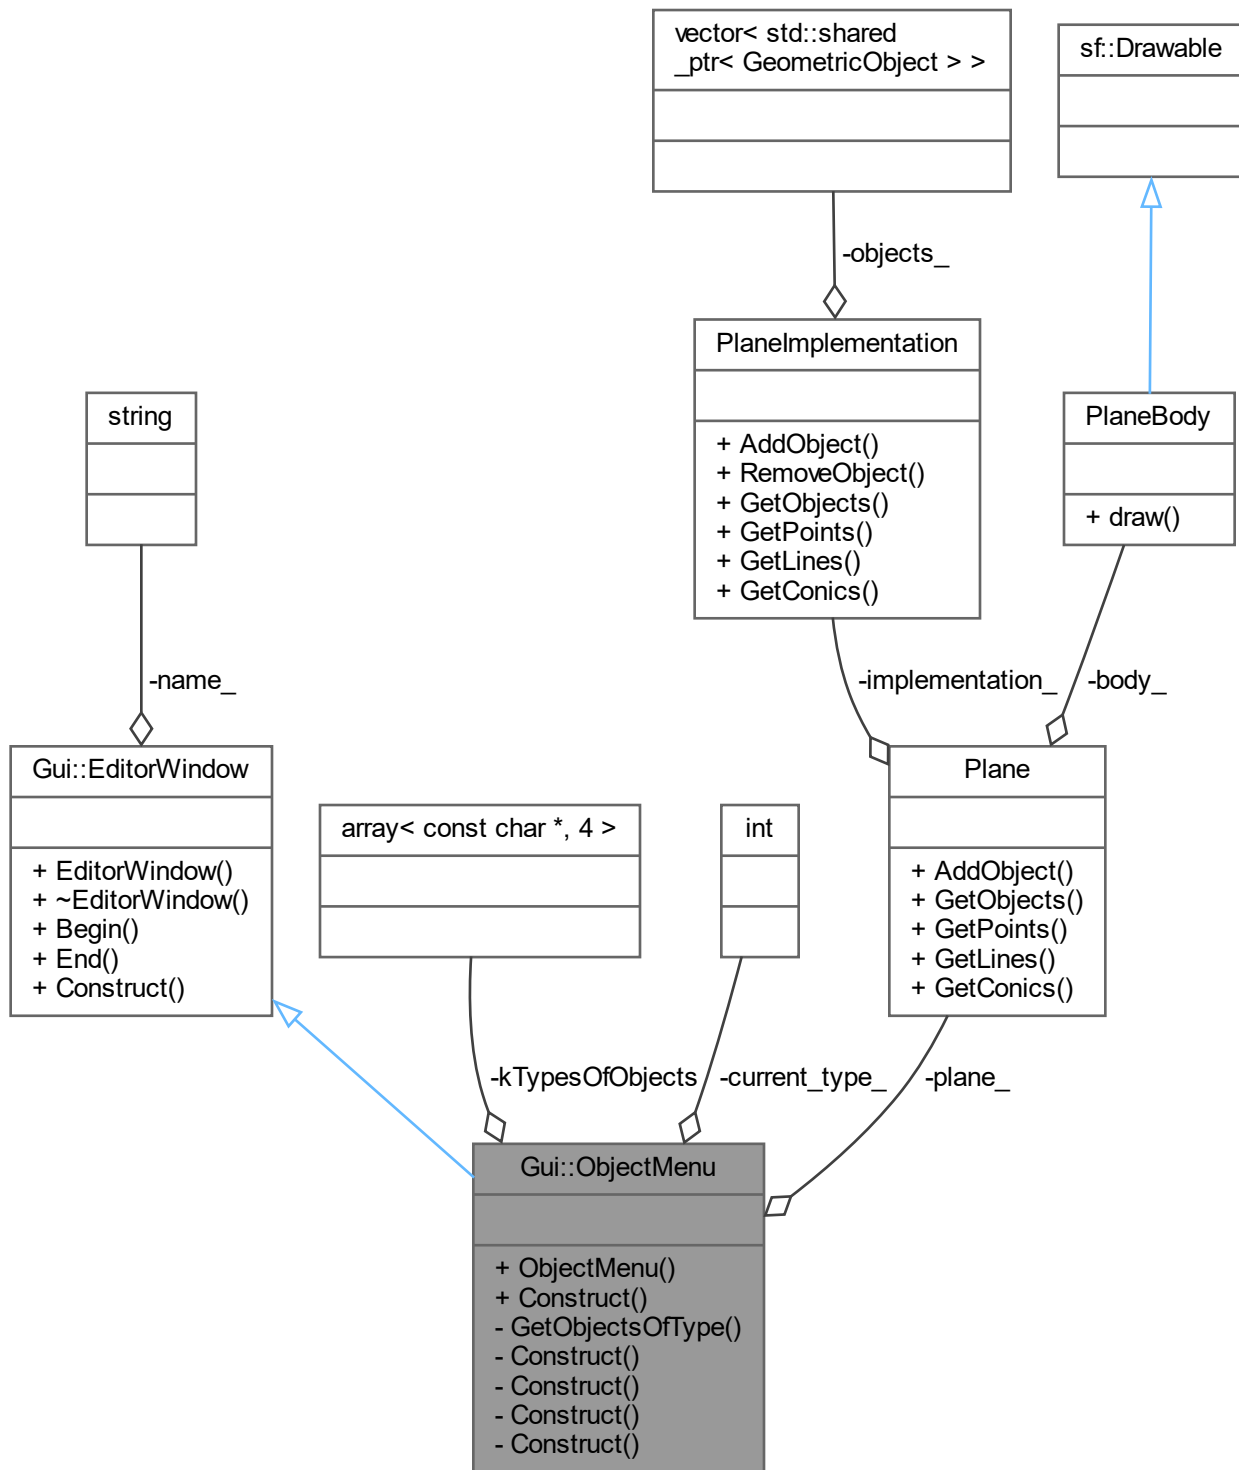 vector< std::shared
_ptr< GeometricObject > >
sf::Drawable
-objects_
PlaneImplementation
+ AddObject()
+ RemoveObject()
+ GetObjects()
+ GetPoints()
+ GetLines()
+ GetConics()
string
PlaneBody
+ draw()
-name_
-implementation_
-body_
Gui::EditorWindow
+ EditorWindow()
+ ~EditorWindow()
+ Begin()
+ End()
+ Construct()
array< const char *, 4 >
int
Plane
+ AddObject()
+ GetObjects()
+ GetPoints()
+ GetLines()
+ GetConics()
-kTypesOfObjects
-current_type_
-plane_
Gui::ObjectMenu
+ ObjectMenu()
+ Construct()
- GetObjectsOfType()
- Construct()
- Construct()
- Construct()
- Construct()